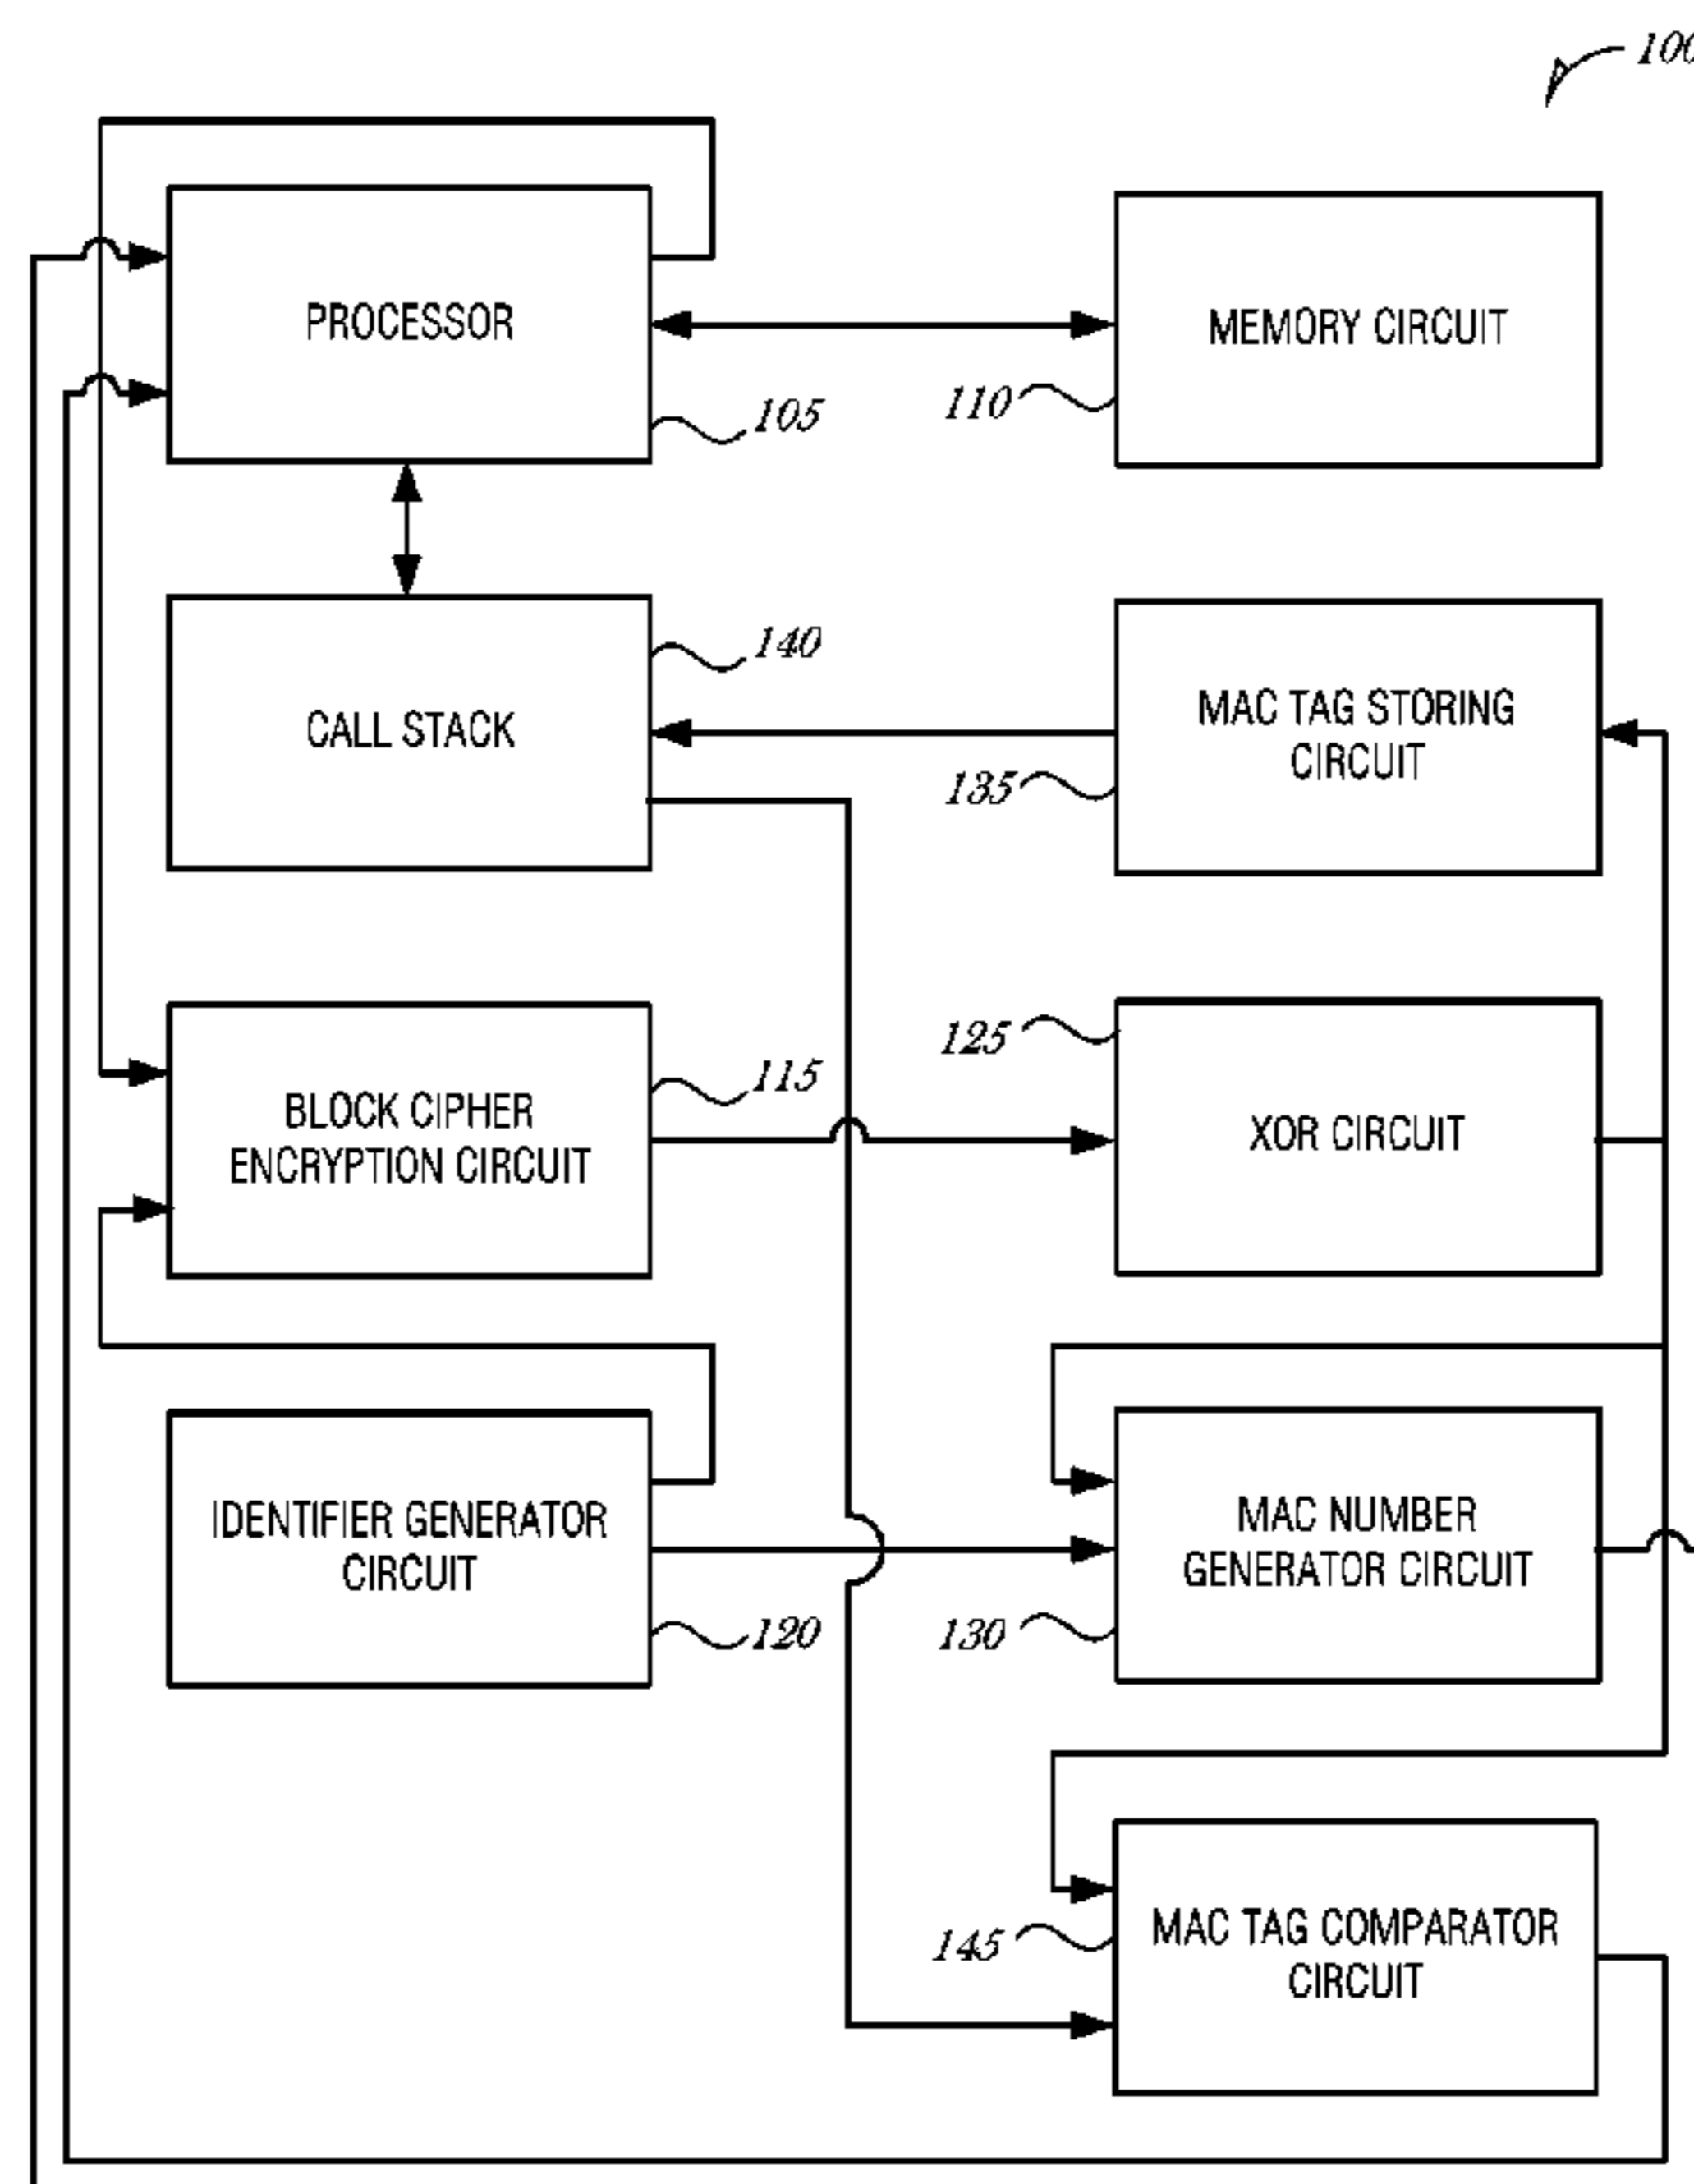 100
PROCESSOR
105
MEMORY CIRCUIT
110
CALL STACK
140
MAC TAG STORING
CIRCUIT
135
BLOCK CIPHER
ENCRYPTION CIRCUIT
115
XOR CIRCUIT
125
IDENTIFIER GENERATOR
CIRCUIT
120
MAC NUMBER
GENERATOR CIRCUIT
130
MAC TAG COMPARATOR
CIRCUIT
145